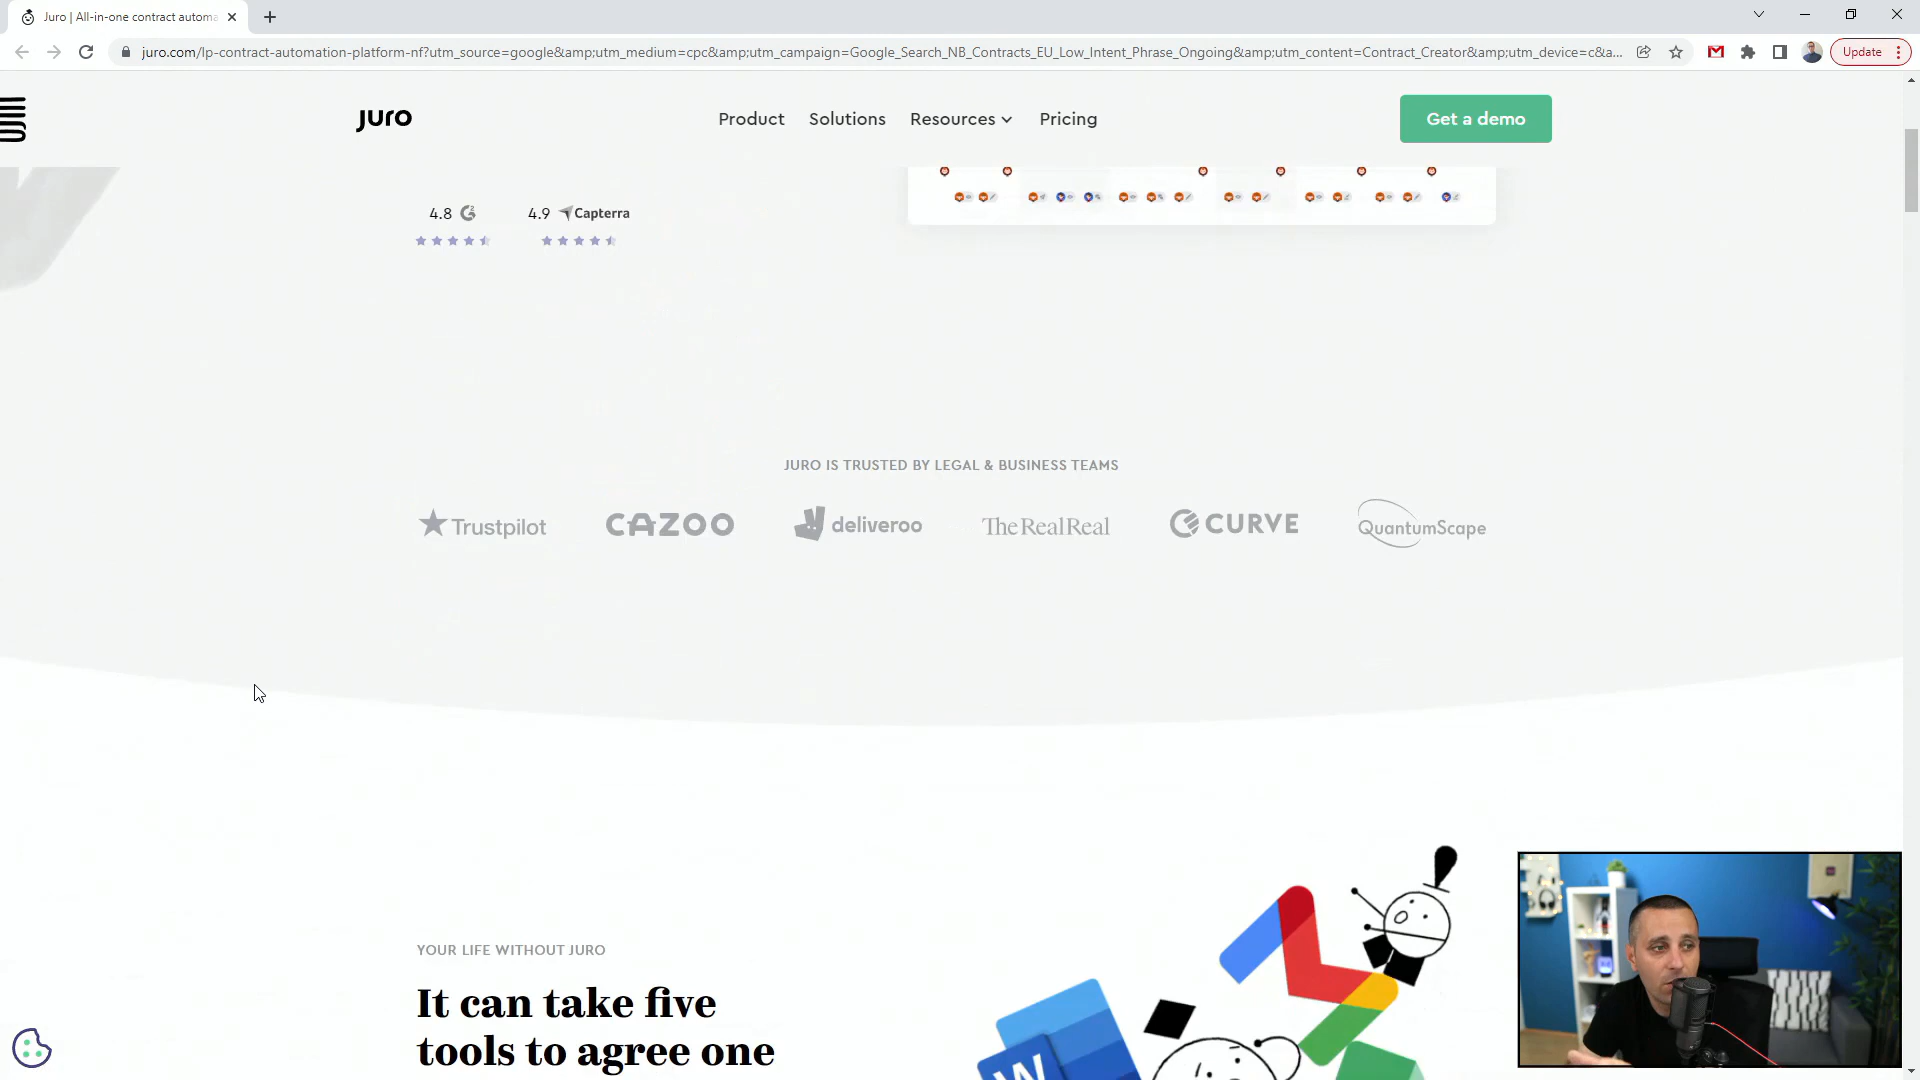 Juro | All-in-one contract automa
juro.com/lp-contract-automation-platform-nf?utm_source=google&amp;utm_medium=cpc&amp;utm_campaign=Google_Search_NB_Contracts_EU_Low_Intent_Phrase_Ongoing&amp;utm_content=Contract_Creator&amp;utm_device=c&a...
Update
Juro
Product
Solutions
Resources
Pricing
Get a demo
4.8
4.9 Capterra
JURO IS TRUSTED BY LEGAL & BUSINESS TEAMS
Trustpilot
CAZOO
deliveroo
The RealReal
CURVE
QuantumScape
YOUR LIFE WITHOUT JURO
It can take five
tools to agree one
W